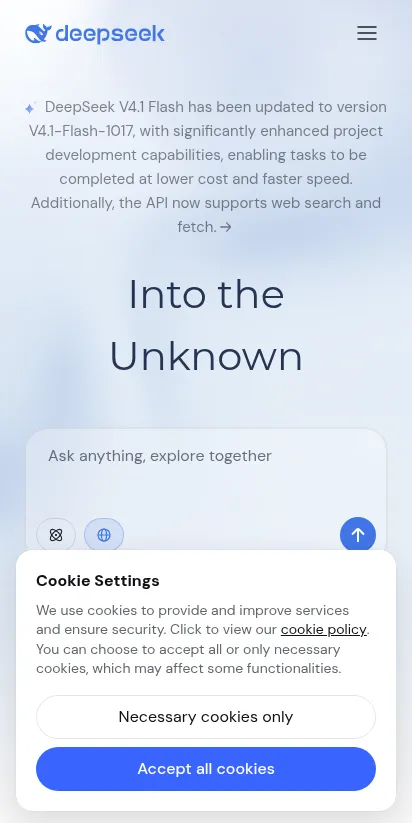 deepseek
DeepSeek V4.1 Flash has been updated to version
V4.1-Flash-1017, with significantly enhanced project
development capabilities, enabling tasks to be
completed at lower cost and faster speed.
Additionally, the API now supports web search and
fetch. →
Into the
Unknown
Ask anything, explore together
Cookie Settings
We use cookies to provide and improve services
and ensure security. Click to view our cookie policy.
You can choose to accept all or only necessary
cookies, which may affect some functionalities.
Necessary cookies only
Accept all cookies